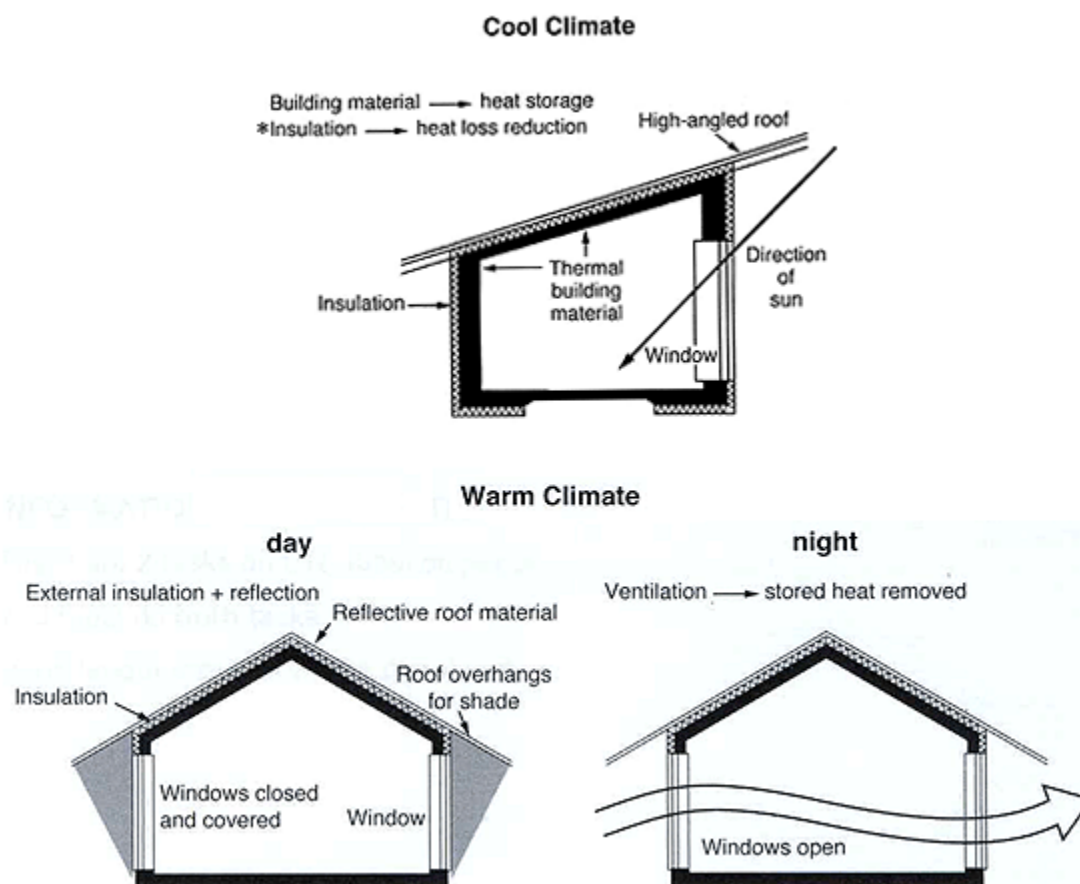 Cool Climate
Building material → heat storage
*Insulation → heat loss reduction
High-angled roof
Direction
of
sun
Thermal
building
material
Insulation
Window
Warm Climate
day
night
External insulation + reflection
Ventilation → stored heat removed
Reflective roof material
Roof overhangs
for shade
Insulation
Windows closed
and covered
Window
Windows open